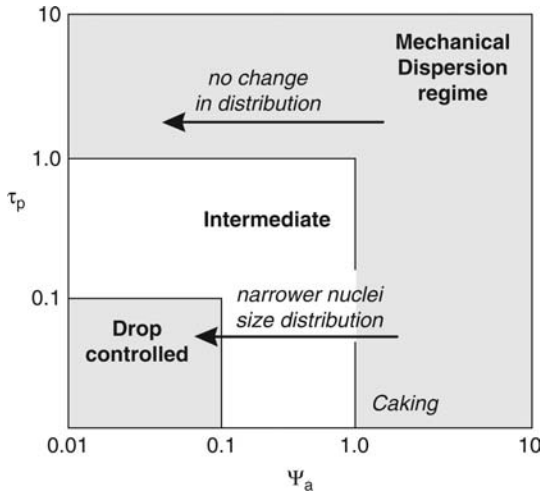 10
Mechanical
Dispersion
regime
no change
in distribution
1.0
τp
Intermediate
0.1
narrower nuclei
size distribution
Drop
controlled
Caking
0.01
0.1
1.0
10
Ψa